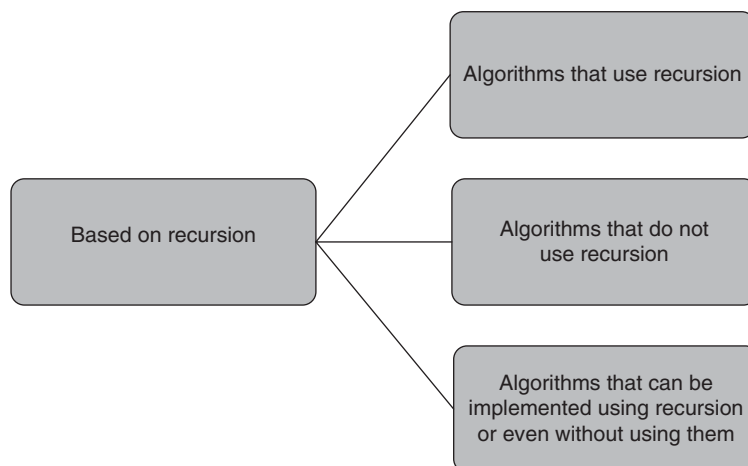 Algorithms that use recursion
Based on recursion
Algorithms that do not
use recursion
Algorithms that can be
implemented using recursion
or even without using them